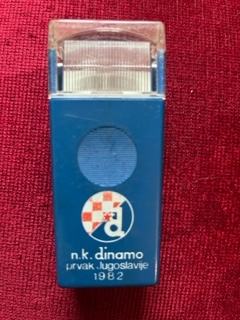 d
n.k. dinamo
prvak Jugoslavije
1982